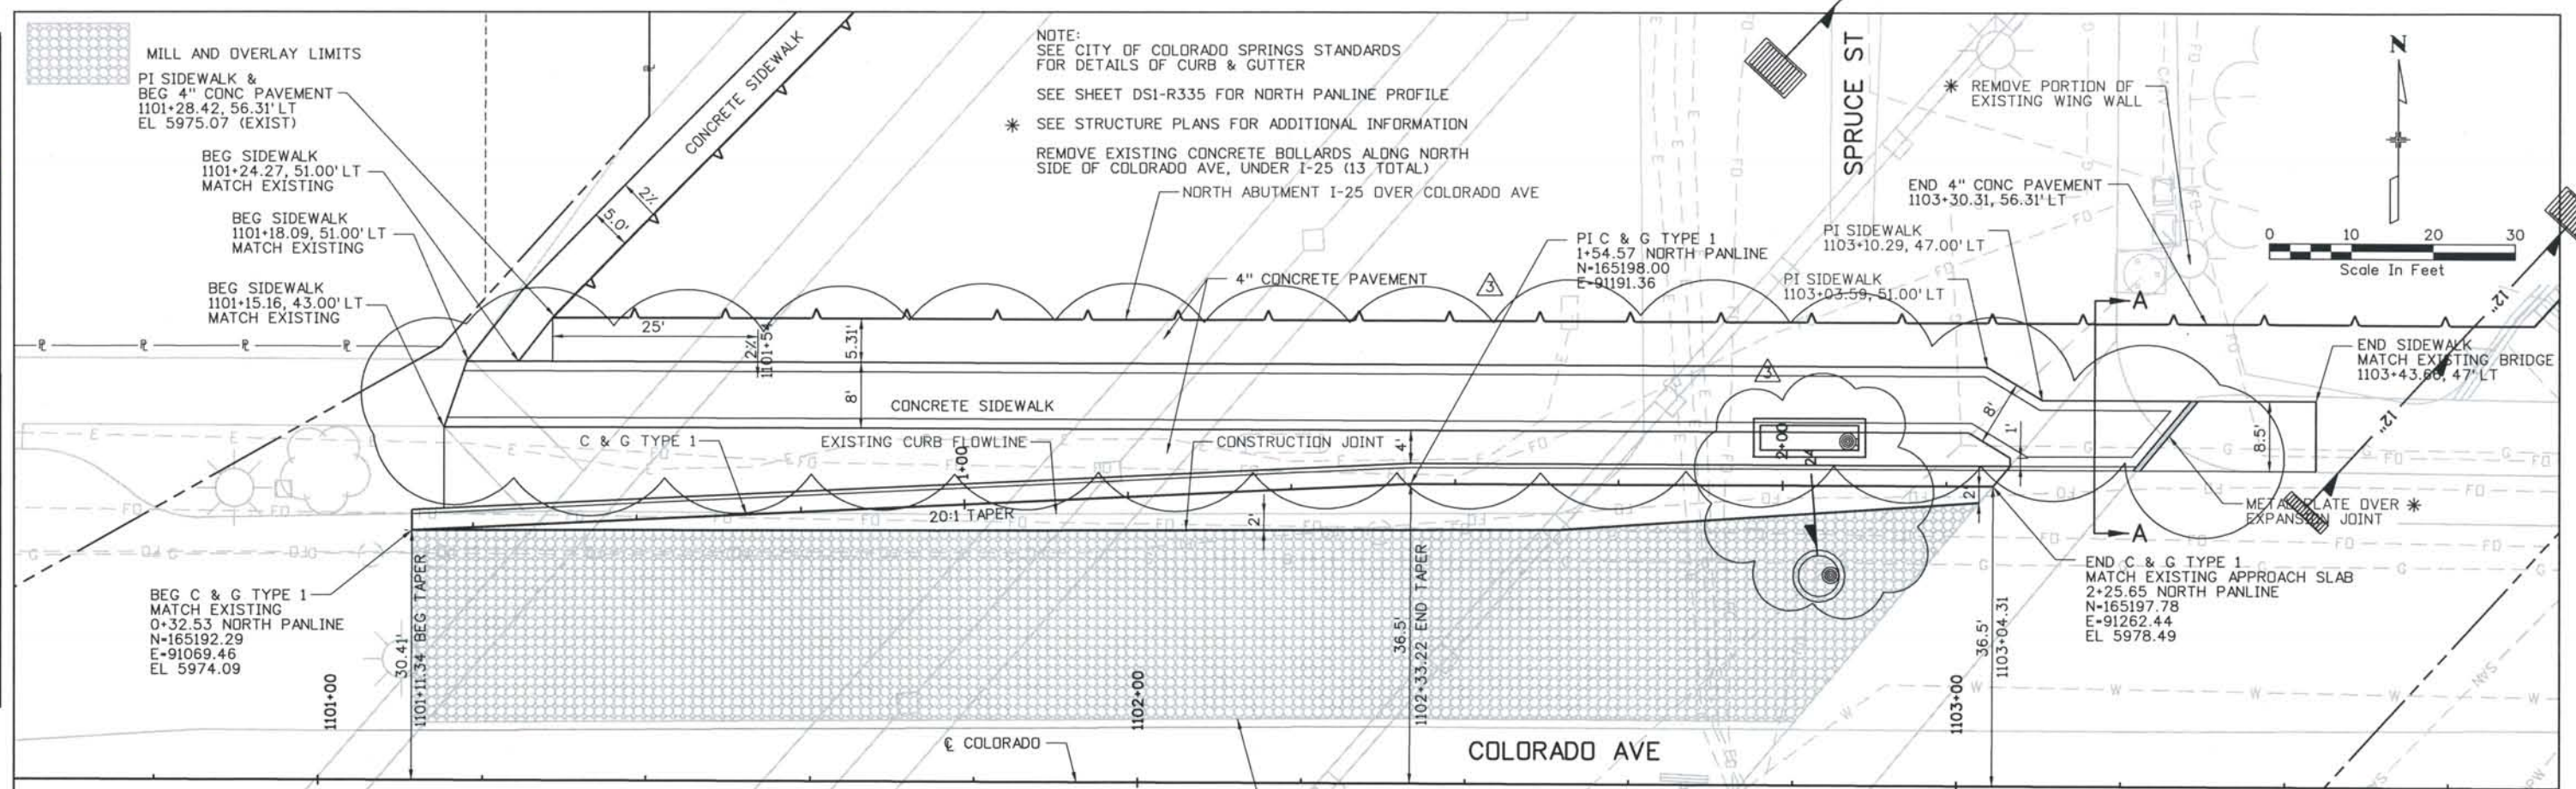 MILL AND OVERLAY LIMITS
PI SIDEWALK &
BEG 4" CONC PAVEMENT
1101+28.42, 56.31' LT
EL 5975.07 (EXIST)
BEG SIDEWALK
1101+24.27, 51.00' LT
MATCH EXISTING
BEG SIDEWALK
1101+18.09, 51.00' LT
MATCH EXISTING
BEG SIDEWALK
1101+15.16, 43.00' LT
MATCH EXISTING
CONCRETE SIDEWALK
2%
5.0'
NOTE:
SEE CITY OF COLORADO SPRINGS STANDARDS
FOR DETAILS OF CURB & GUTTER
SEE SHEET DS1-R335 FOR NORTH PANLINE PROFILE
* SEE STRUCTURE PLANS FOR ADDITIONAL INFORMATION
REMOVE EXISTING CONCRETE BOLLARDS ALONG NORTH
SIDE OF COLORADO AVE, UNDER I-25 (13 TOTAL)
NORTH ABUTMENT I-25 OVER COLORADO AVE
4" CONCRETE PAVEMENT
3
PI C & G TYPE 1
1+54.57 NORTH PANLINE
N=165198.00
E=91191.36
SPRUCE ST
* REMOVE PORTION OF
EXISTING WING WALL
END 4" CONC PAVEMENT
1103+30.31, 56.31' LT
PI SIDEWALK
1103+10.29, 47.00' LT
PI SIDEWALK
1103+03.59, 51.00' LT
N
0 10 20 30
Scale In Feet
12"
12"
A
A
END SIDEWALK
MATCH EXISTING BRIDGE
1103+43.66, 47' LT
25'
2%
5.31'
8'
CONCRETE SIDEWALK
C & G TYPE 1
EXISTING CURB FLOWLINE
1+00
CONSTRUCTION JOINT
4'
3
2+00
24
8'
1'
8.5'
2'
2'
20:1 TAPER
METAL PLATE OVER *
EXPANSION JOINT
BEG C & G TYPE 1
MATCH EXISTING
0+32.53 NORTH PANLINE
N=165192.29
E=91069.46
EL 5974.09
30.41'
1101+11.34 BEG TAPER
36.5'
1102+33.22 END TAPER
36.5'
1103+04.31
END C & G TYPE 1
MATCH EXISTING APPROACH SLAB
2+25.65 NORTH PANLINE
N=165197.78
E=91262.44
EL 5978.49
1101+00
1102+00
1103+00
℄ COLORADO
COLORADO AVE
SAN